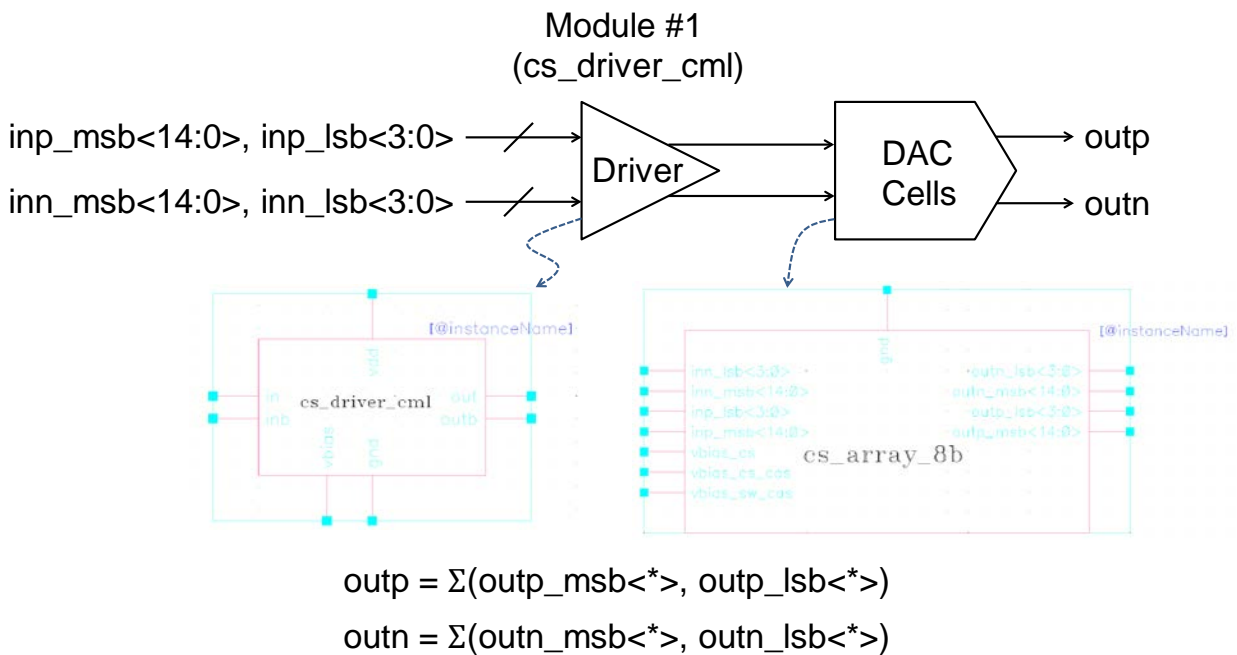 Module #1
(cs_driver_cml)
inp_msb<14:0>, inp_lsb<3:0>
inn_msb<14:0>, inn_lsb<3:0>
Driver
DAC
Cells
outp
outn
[@instanceName]
vdd
in
inb
cs_driver_cml
out
outb
vbias
gnd
[@instanceName]
gnd
inn_lsb<3:0>
inn_msb<14:0>
inp_lsb<3:0>
inp_msb<14:0>
vbias_cs
vbias_cs_cas
vbias_sw_cas
outn_lsb<3:0>
outn_msb<14:0>
outp_lsb<3:0>
outp_msb<14:0>
cs_array_8b
outp = Σ(outp_msb<*>, outp_lsb<*>)
outn = Σ(outn_msb<*>, outn_lsb<*>)